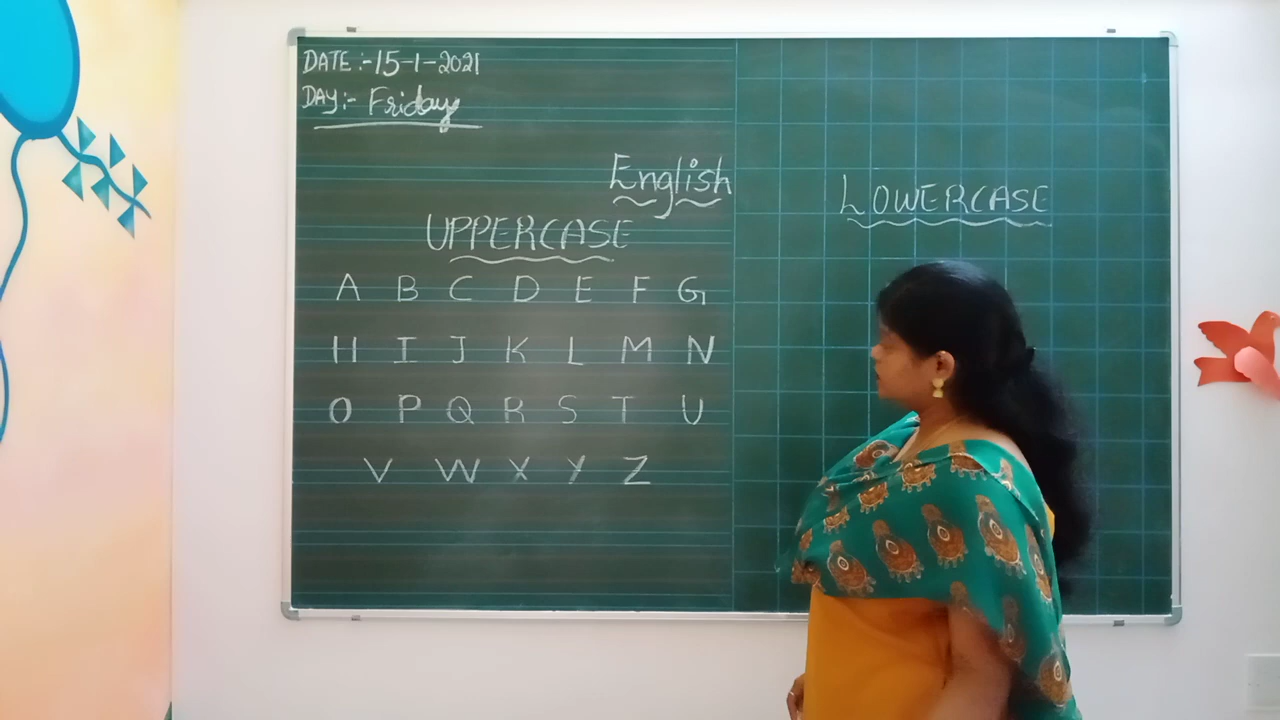 DATE :- 15-1-2021
DAY:- Friday
English
UPPERCASE
A B C D E F G
H I J K L M N
O P Q R S T U
V W X Y Z
LOWERCASE